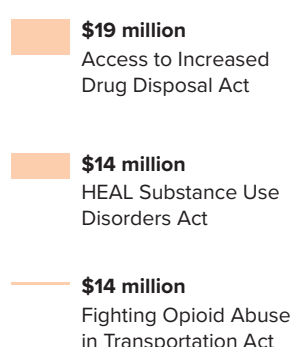 $19 million
Access to Increased
Drug Disposal Act
$14 million
HEAL Substance Use
Disorders Act
$14 million
Fighting Opioid Abuse
in Transportation Act